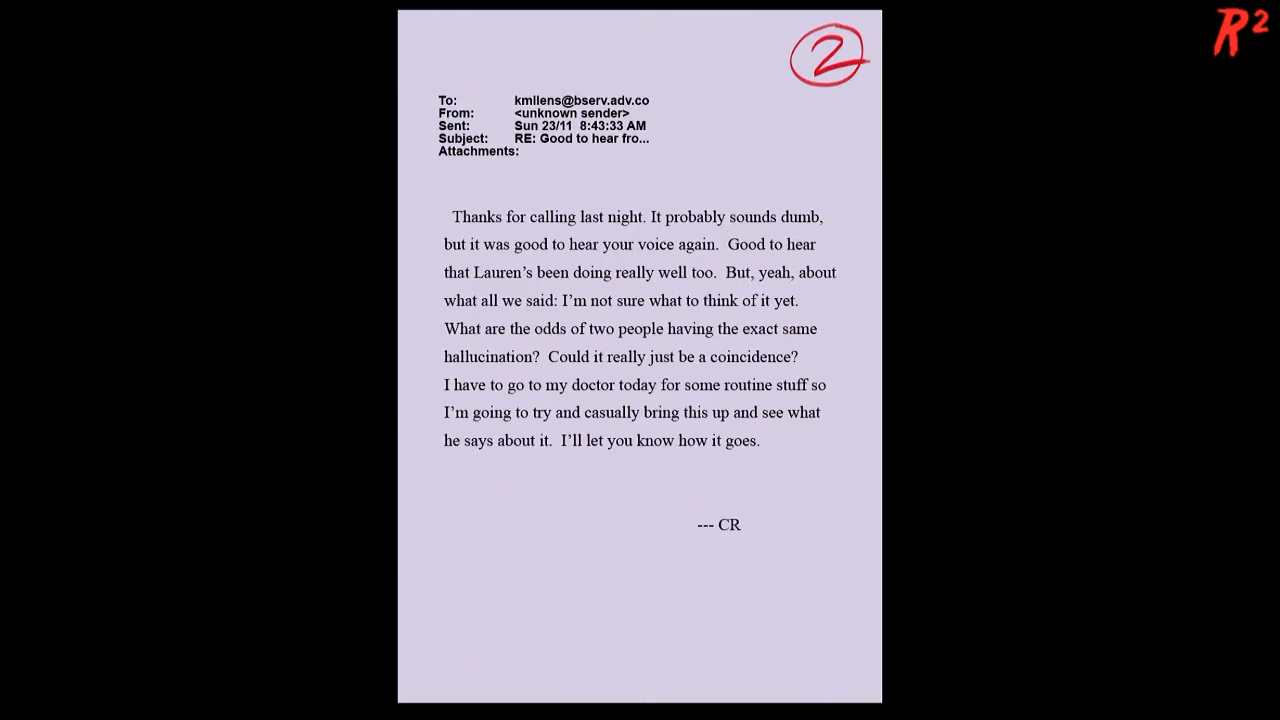 R²
2
To: kmllens@bserv.adv.co
From: <unknown sender>
Sent: Sun 23/11 8:43:33 AM
Subject: RE: Good to hear fro...
Attachments:
Thanks for calling last night. It probably sounds dumb,
but it was good to hear your voice again. Good to hear
that Lauren’s been doing really well too. But, yeah, about
what all we said: I’m not sure what to think of it yet.
What are the odds of two people having the exact same
hallucination? Could it really just be a coincidence?
I have to go to my doctor today for some routine stuff so
I’m going to try and casually bring this up and see what
he says about it. I’ll let you know how it goes.
--- CR